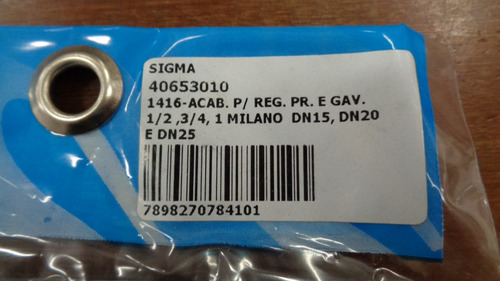 SIGMA
40653010
1416-ACAB. P/ REG. PR. E GAV.
1/2 ,3/4, 1 MILANO DN15, DN20
E DN25
7898270784101